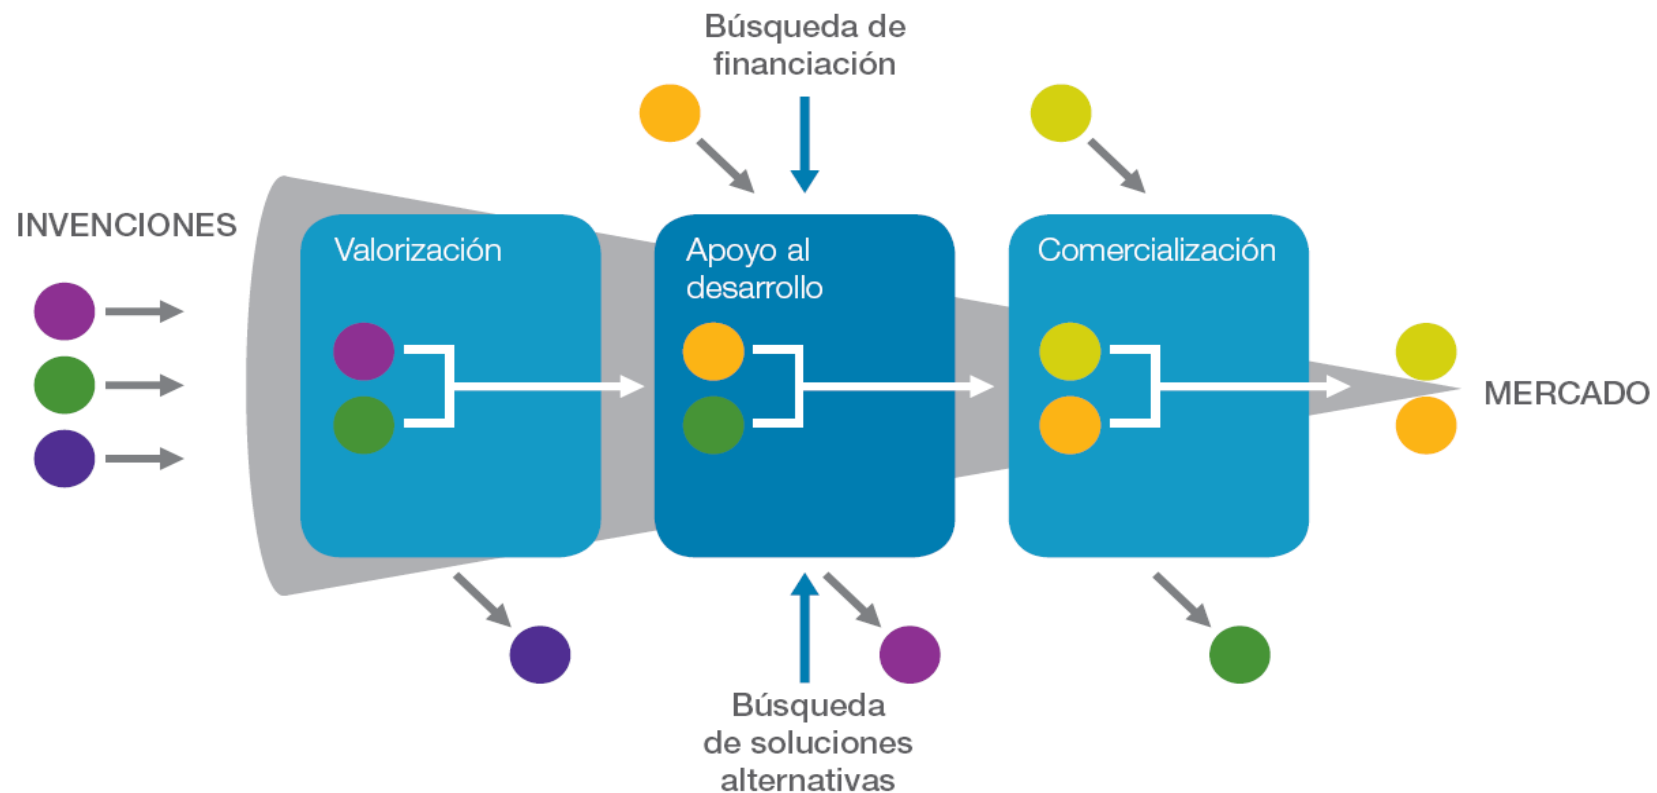 Búsqueda de
financiación
INVENCIONES
Valorización
Apoyo al
desarrollo
Comercialización
MERCADO
Búsqueda
de soluciones
alternativas